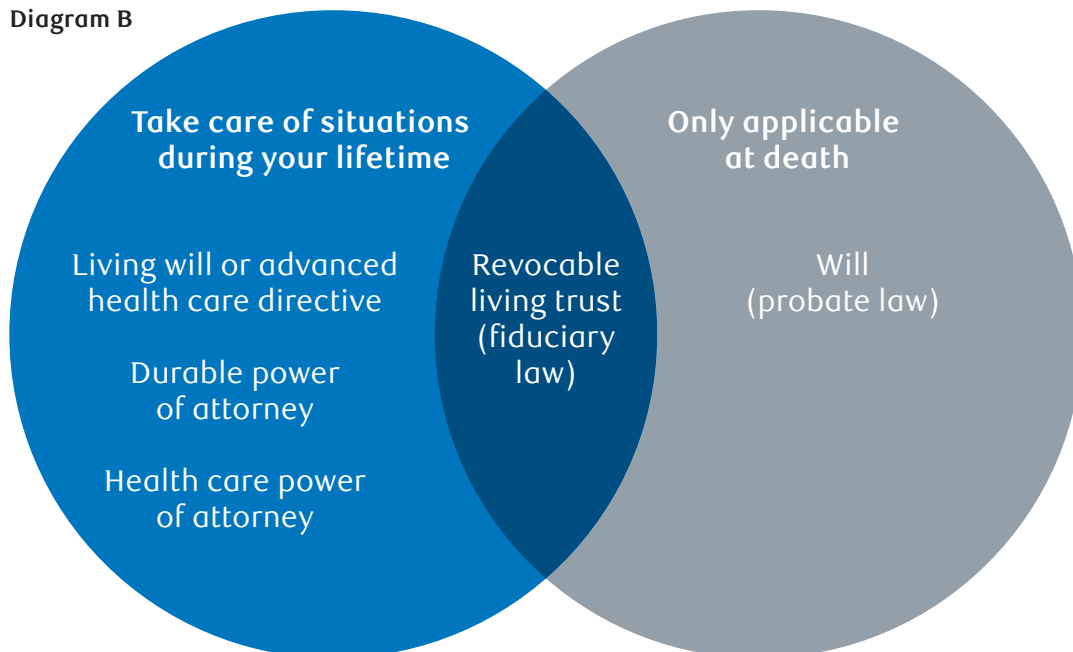 Diagram B
Take care of situations
during your lifetime
Living will or advanced
health care directive
Durable power
of attorney
Health care power
of attorney
Revocable
living trust
(fiduciary
law)
Only applicable
at death
Will
(probate law)